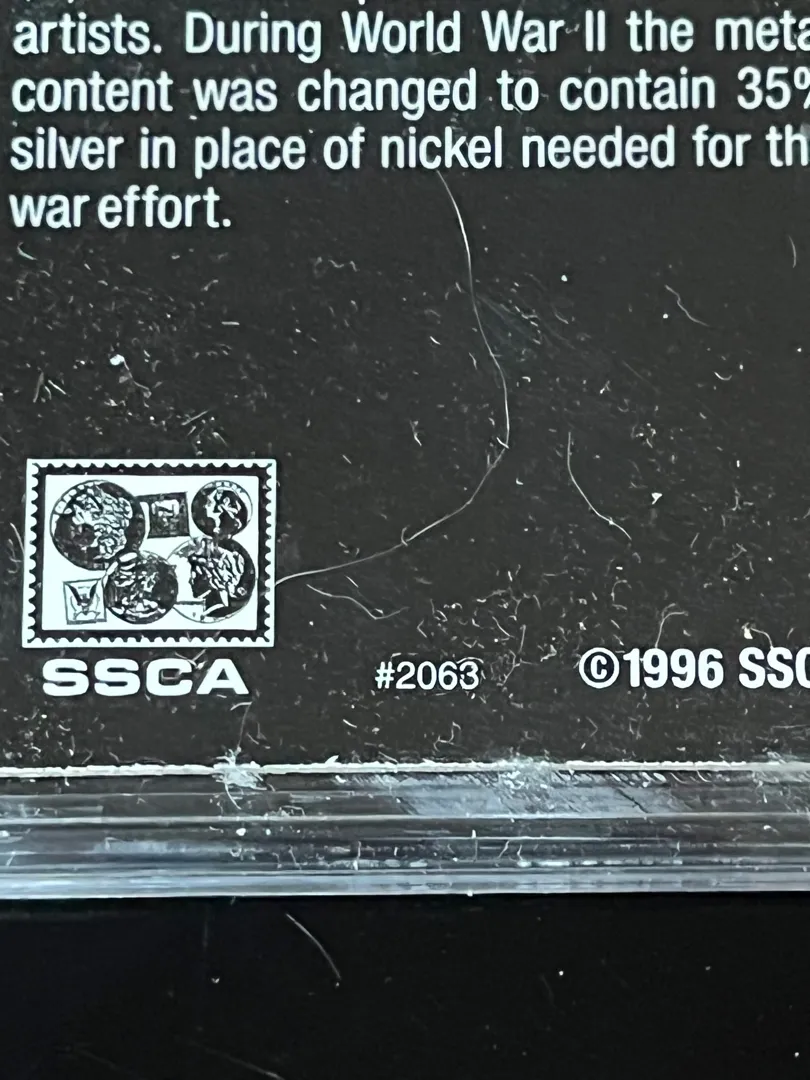 artists. During World War II the meta
content was changed to contain 35%
silver in place of nickel needed for th
war effort.
SSCA
#2063
©1996 SSC